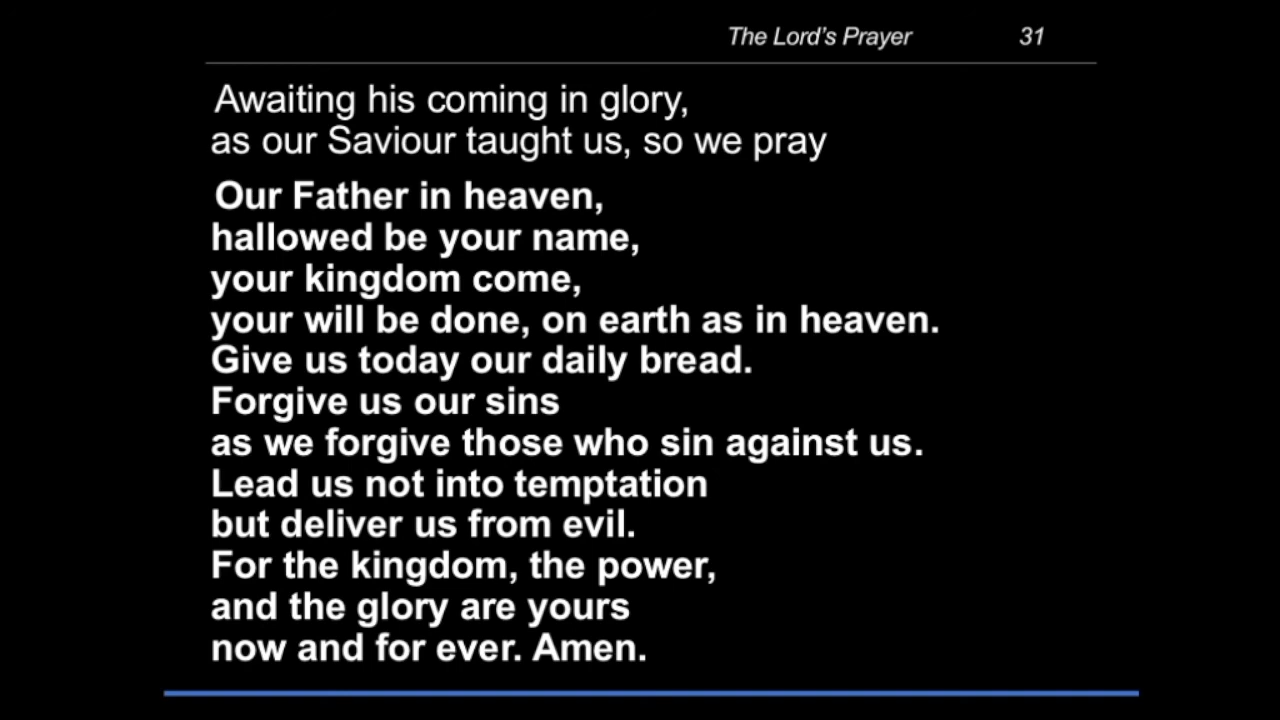 The Lord's Prayer 31
Awaiting his coming in glory,
as our Saviour taught us, so we pray
Our Father in heaven,
hallowed be your name,
your kingdom come,
your will be done, on earth as in heaven.
Give us today our daily bread.
Forgive us our sins
as we forgive those who sin against us.
Lead us not into temptation
but deliver us from evil.
For the kingdom, the power,
and the glory are yours
now and for ever. Amen.